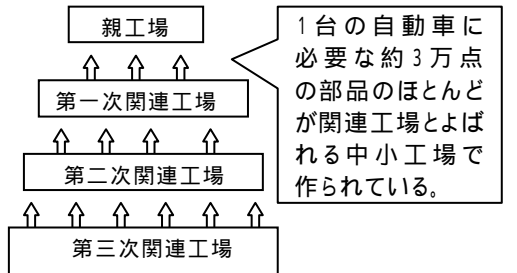 親工場
第一次関連工場
第二次関連工場
第三次関連工場
1台の自動車に
必要な約3万点
の部品のほとんど
が関連工場とよば
れる中小工場で
作られている。